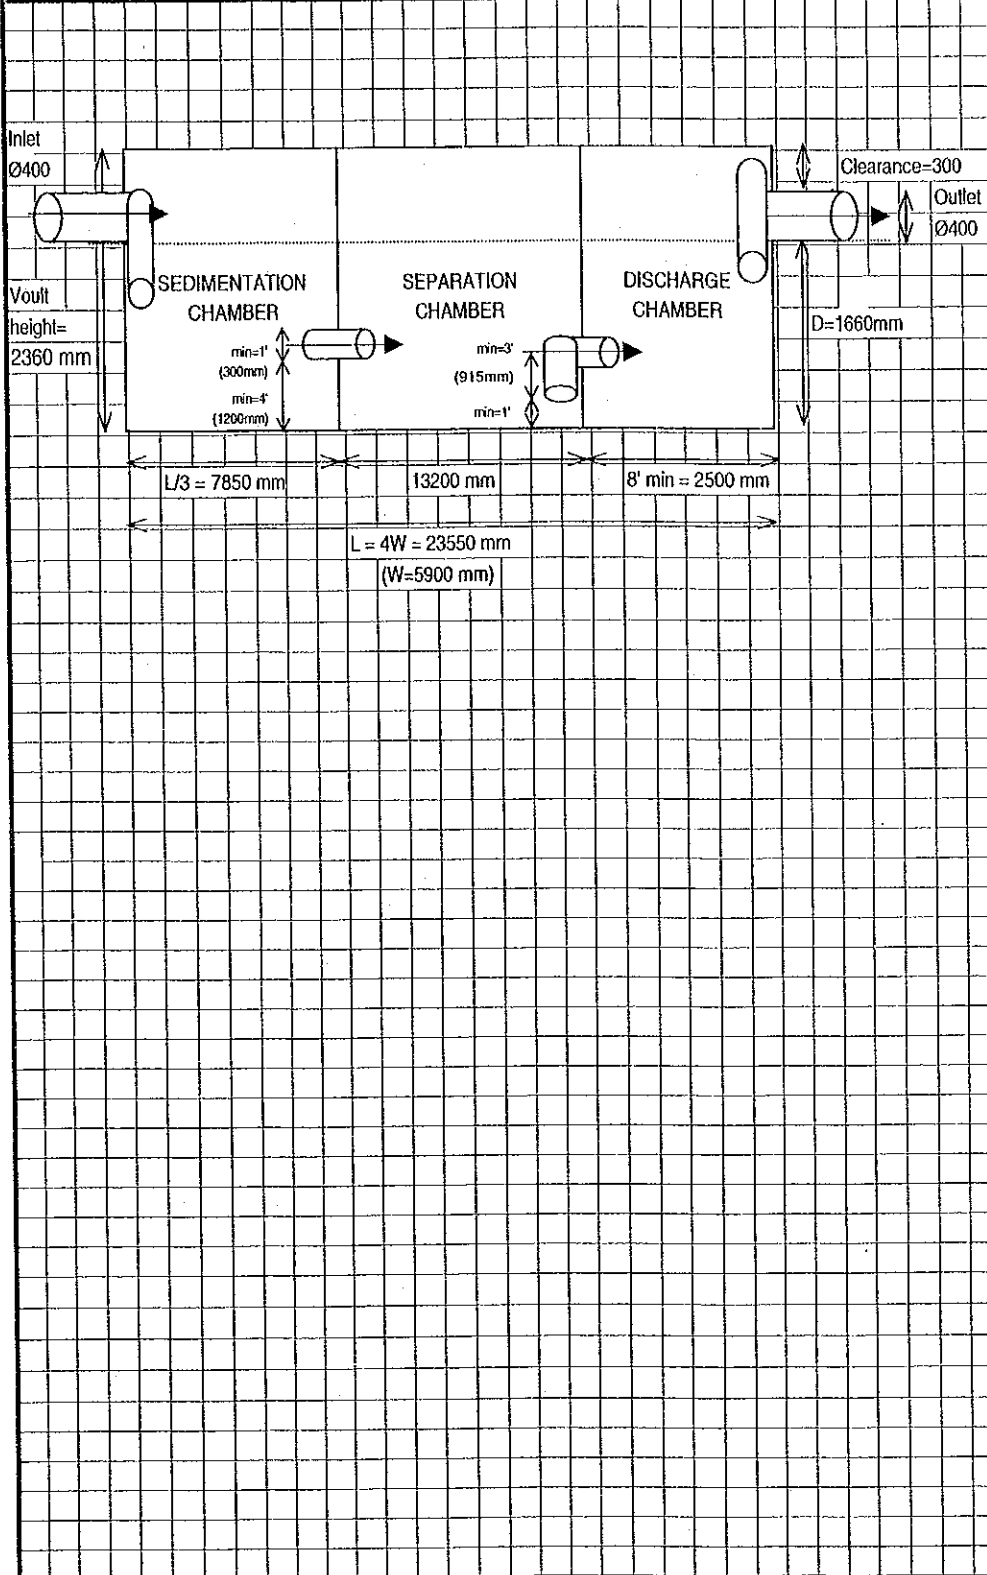 Inlet
Ø400
Clearance=300
Outlet
Ø400
SEDIMENTATION
CHAMBER
SEPARATION
CHAMBER
DISCHARGE
CHAMBER
Voult
height=
2360 mm
D=1660mm
min=1'
(300mm)
min=4'
(1200mm)
min=3'
(915mm)
min=1'
L/3 = 7850 mm
13200 mm
8' min = 2500 mm
L = 4W = 23550 mm
(W=5900 mm)